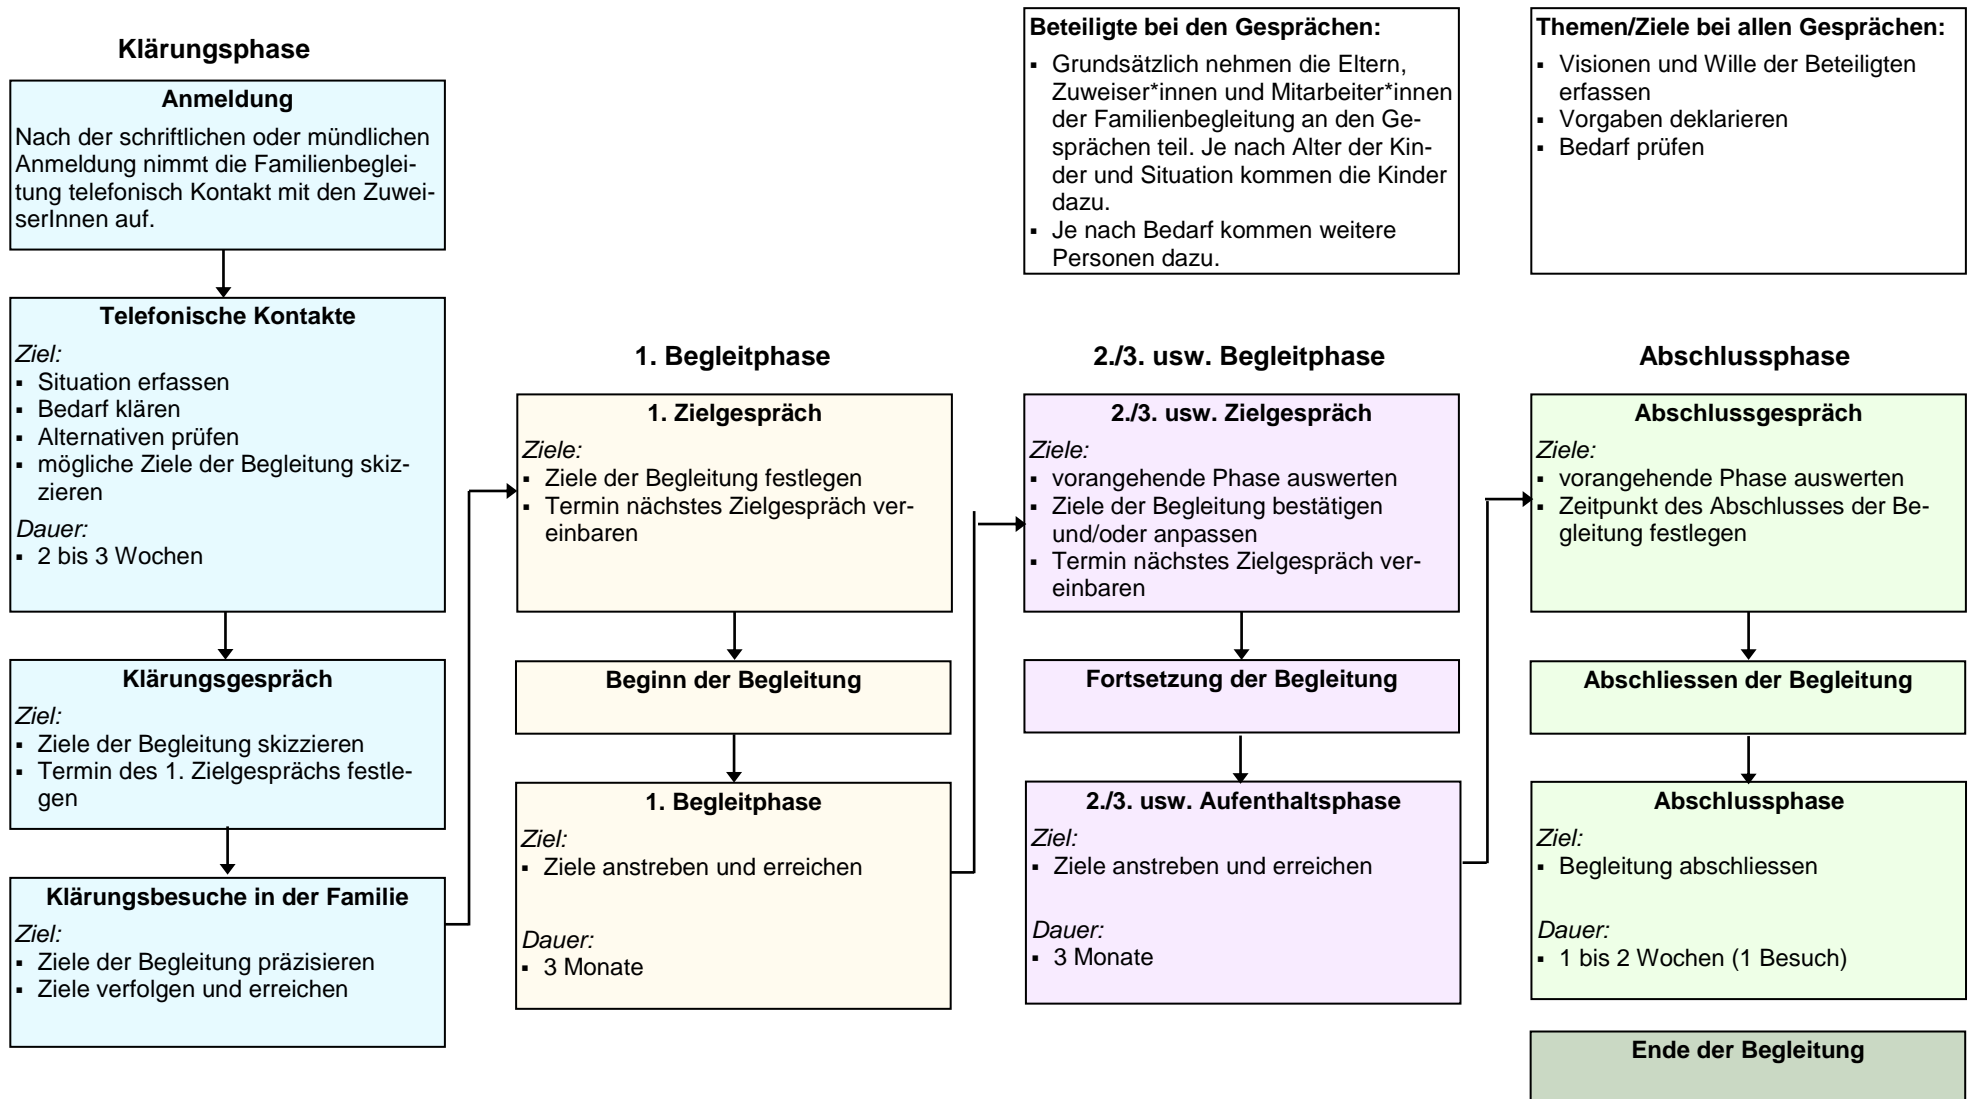 Klärungsphase
Anmeldung
Nach der schriftlichen oder mündlichen
Anmeldung nimmt die Familienbeglei-
tung telefonisch Kontakt mit den Zuwei-
serInnen auf.
Telefonische Kontakte
Ziel:
▪ Situation erfassen
▪ Bedarf klären
▪ Alternativen prüfen
▪ mögliche Ziele der Begleitung skiz-
zieren
Dauer:
▪ 2 bis 3 Wochen
Klärungsgespräch
Ziel:
▪ Ziele der Begleitung skizzieren
▪ Termin des 1. Zielgesprächs festle-
gen
Klärungsbesuche in der Familie
Ziel:
▪ Ziele der Begleitung präzisieren
▪ Ziele verfolgen und erreichen
Beteiligte bei den Gesprächen:
▪ Grundsätzlich nehmen die Eltern,
Zuweiser*innen und Mitarbeiter*innen
der Familienbegleitung an den Ge-
sprächen teil. Je nach Alter der Kin-
der und Situation kommen die Kinder
dazu.
▪ Je nach Bedarf kommen weitere
Personen dazu.
Themen/Ziele bei allen Gesprächen:
▪ Visionen und Wille der Beteiligten
erfassen
▪ Vorgaben deklarieren
▪ Bedarf prüfen
1. Begleitphase
1. Zielgespräch
Ziele:
▪ Ziele der Begleitung festlegen
▪ Termin nächstes Zielgespräch ver-
einbaren
Beginn der Begleitung
1. Begleitphase
Ziel:
▪ Ziele anstreben und erreichen
Dauer:
▪ 3 Monate
2./3. usw. Begleitphase
2./3. usw. Zielgespräch
Ziele:
▪ vorangehende Phase auswerten
▪ Ziele der Begleitung bestätigen
und/oder anpassen
▪ Termin nächstes Zielgespräch ver-
einbaren
Fortsetzung der Begleitung
2./3. usw. Aufenthaltsphase
Ziel:
▪ Ziele anstreben und erreichen
Dauer:
▪ 3 Monate
Abschlussphase
Abschlussgespräch
Ziele:
▪ vorangehende Phase auswerten
▪ Zeitpunkt des Abschlusses der Be-
gleitung festlegen
Abschliessen der Begleitung
Abschlussphase
Ziel:
▪ Begleitung abschliessen
Dauer:
▪ 1 bis 2 Wochen (1 Besuch)
Ende der Begleitung